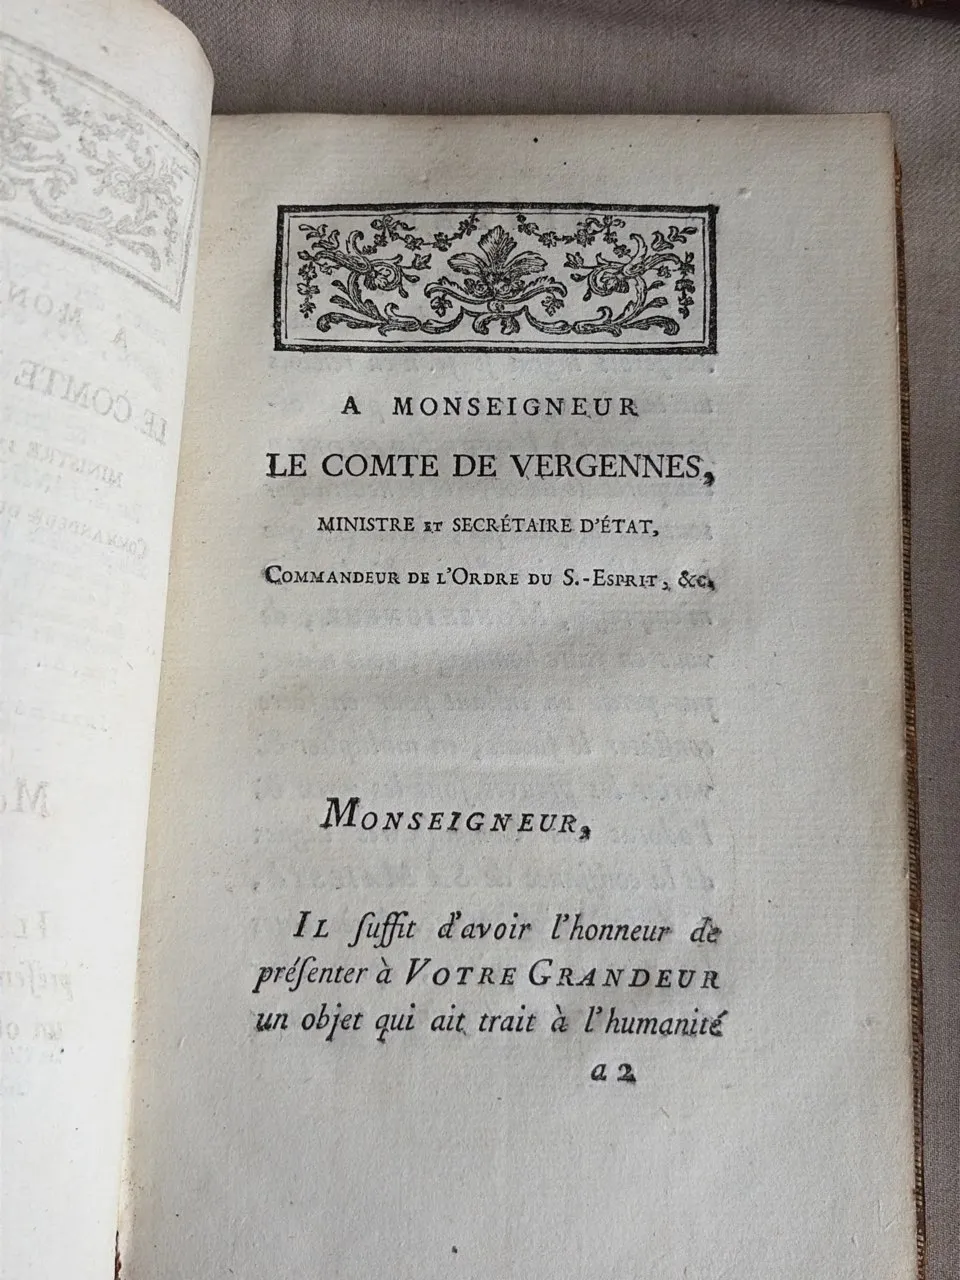 A MONSEIGNEUR
LE COMTE DE VERGENNES,
MINISTRE ET SECRÉTAIRE D'ÉTAT,
COMMANDEUR DE L'ORDRE DU S.-ESPRIT, &c.
MONSEIGNEUR,
IL ſuffit d'avoir l'honneur de
préſenter à VOTRE GRANDEUR
un objet qui ait trait à l'humanité
a 2